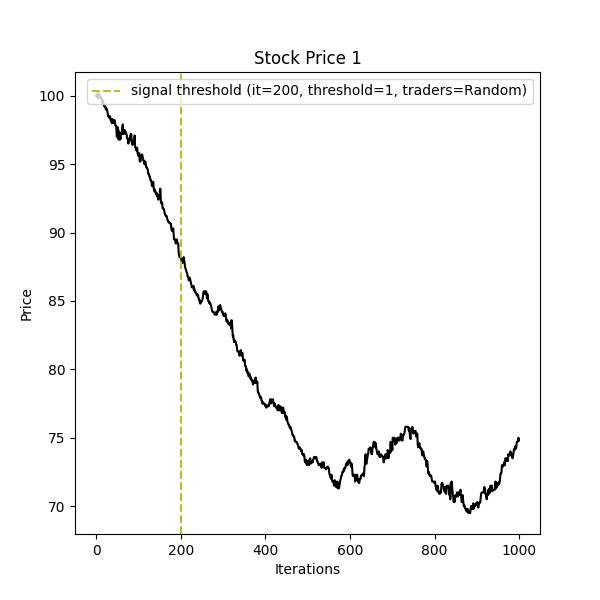 Stock Price 1
signal threshold (it=200, threshold=1, traders=Random)
100
95
90
85
80
75
70
Price
0 200 400 600 800 1000
Iterations